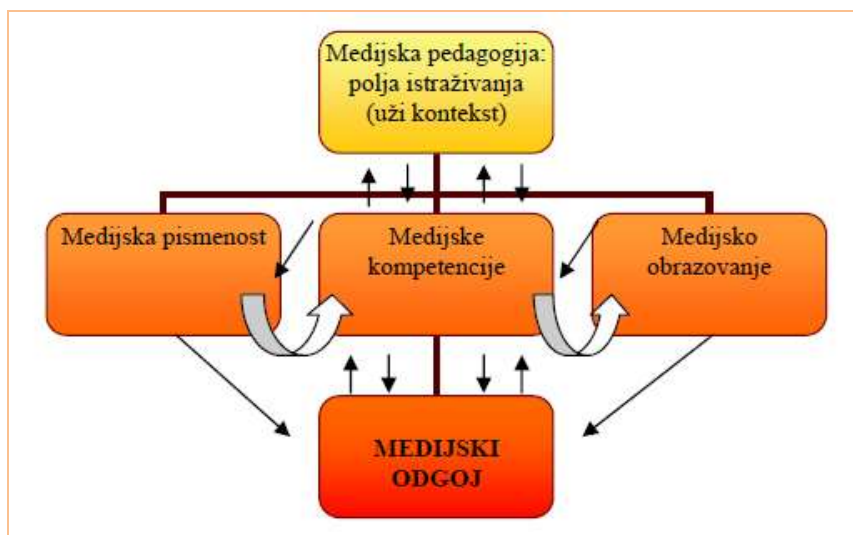 Medijska pedagogija:
polja istraživanja
(uži kontekst)
Medijska pismenost
Medijske
kompetencije
Medijsko
obrazovanje
MEDIJSKI
ODGOJ